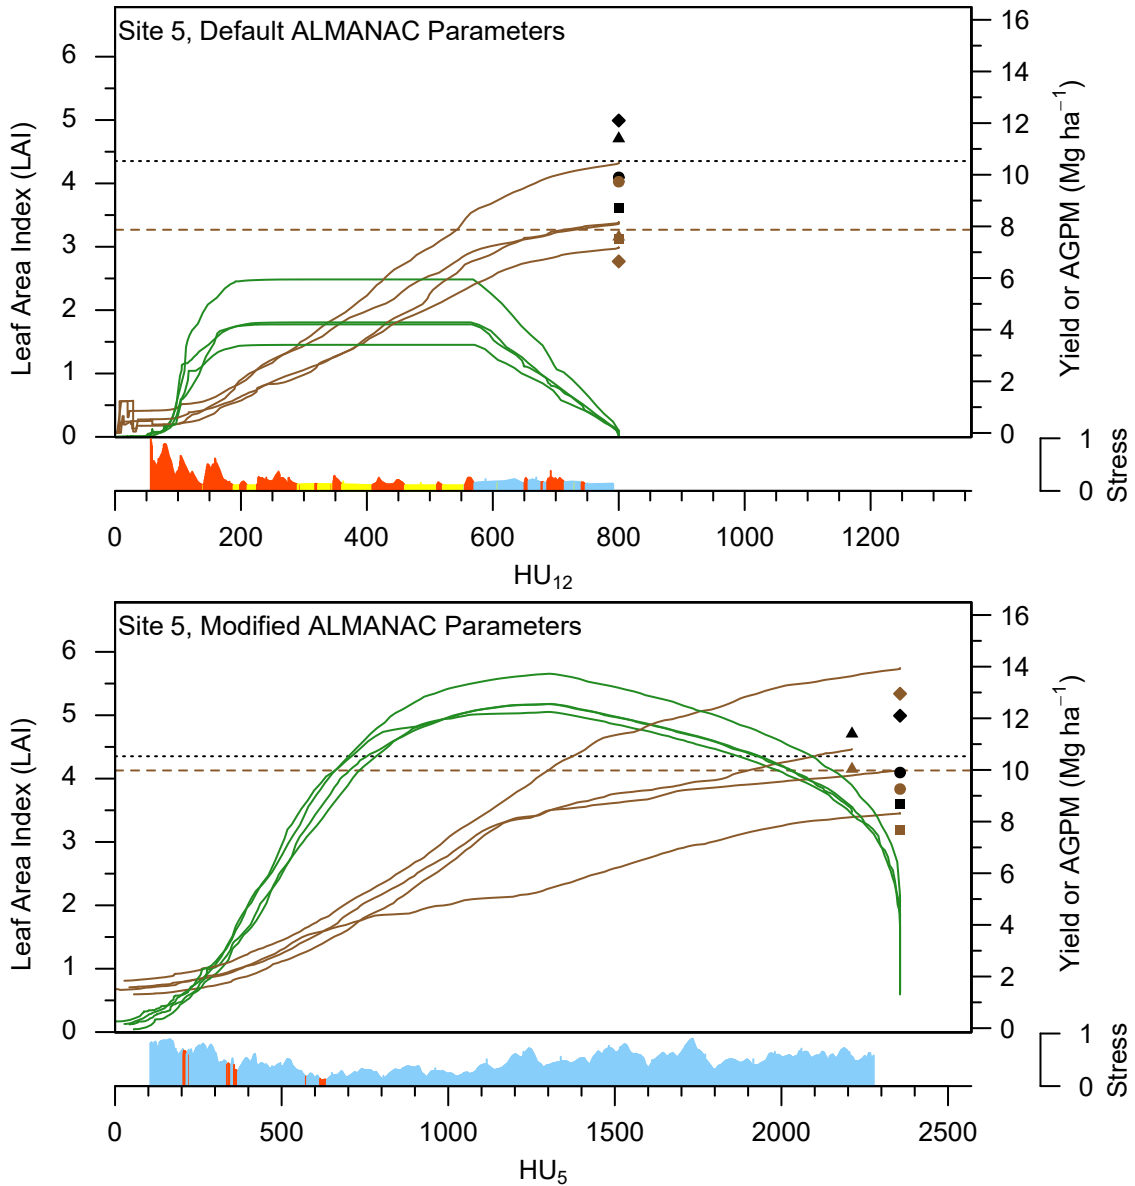 Site 5, Default ALMANAC Parameters
Leaf Area Index (LAI)
0 1 2 3 4 5 6
Yield or AGPM (Mg ha⁻¹)
0 2 4 6 8 10 12 14 16
Stress
0 1
0 200 400 600 800 1000 1200
HU₁₂
Site 5, Modified ALMANAC Parameters
Leaf Area Index (LAI)
0 1 2 3 4 5 6
Yield or AGPM (Mg ha⁻¹)
0 2 4 6 8 10 12 14 16
Stress
0 1
0 500 1000 1500 2000 2500
HU₅